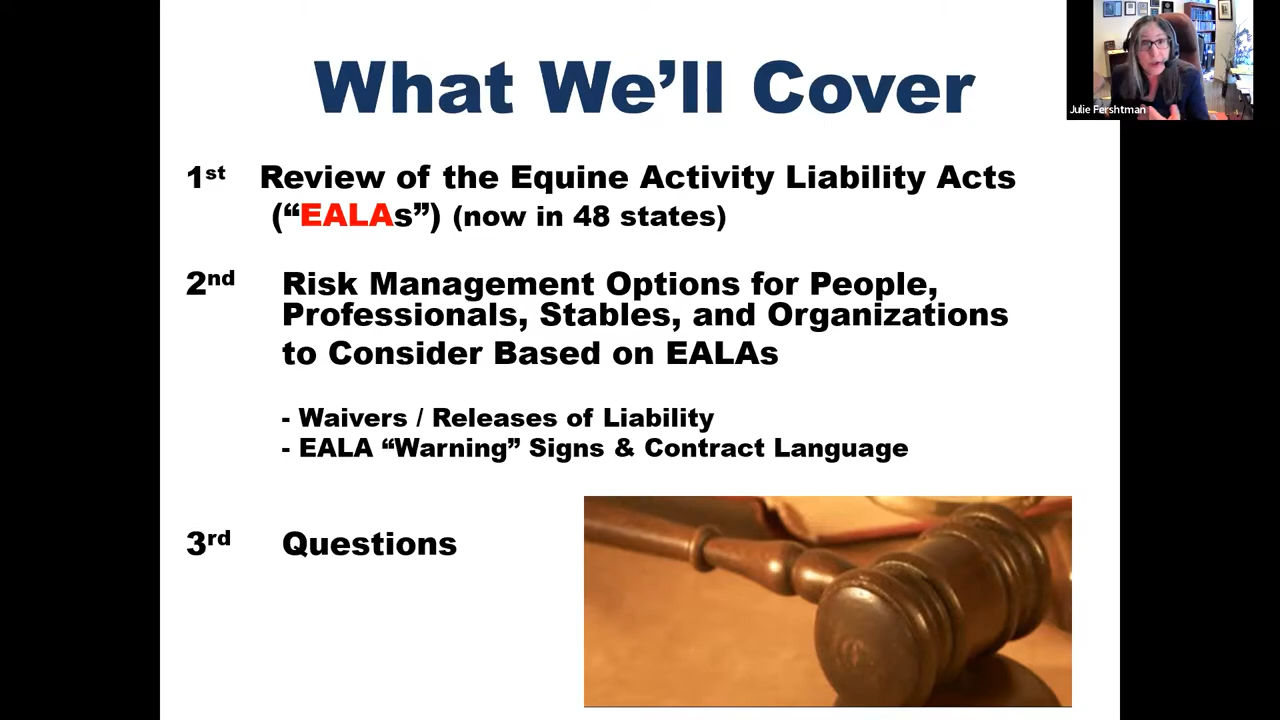 What We'll Cover
Julie Fershtman
1st Review of the Equine Activity Liability Acts
("EALAs") (now in 48 states)
2nd Risk Management Options for People,
Professionals, Stables, and Organizations
to Consider Based on EALAs
- Waivers / Releases of Liability
- EALA “Warning” Signs & Contract Language
3rd Questions